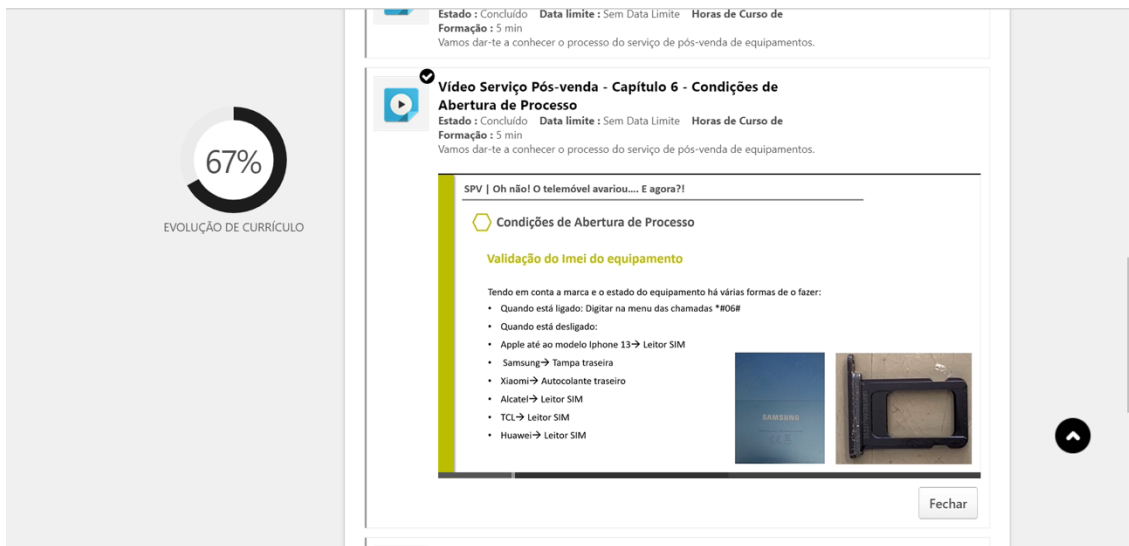 Estado : Concluído Data limite : Sem Data Limite Horas de Curso de
Formação : 5 min
Vamos dar-te a conhecer o processo do serviço de pós-venda de equipamentos.
Vídeo Serviço Pós-venda - Capítulo 6 - Condições de
Abertura de Processo
Estado : Concluído Data limite : Sem Data Limite Horas de Curso de
Formação : 5 min
Vamos dar-te a conhecer o processo do serviço de pós-venda de equipamentos.
67%
EVOLUÇÃO DE CURRÍCULO
SPV | Oh não! O telemóvel avariou.... E agora?!
Condições de Abertura de Processo
Validação do Imei do equipamento
Tendo em conta a marca e o estado do equipamento há várias formas de o fazer:
• Quando está ligado: Digitar na menu das chamadas *#06#
• Quando está desligado:
• Apple até ao modelo Iphone 13→ Leitor SIM
• Samsung→ Tampa traseira
• Xiaomi→ Autocolante traseiro
• Alcatel→ Leitor SIM
• TCL→ Leitor SIM
• Huawei→ Leitor SIM
SAMSUNG
Fechar